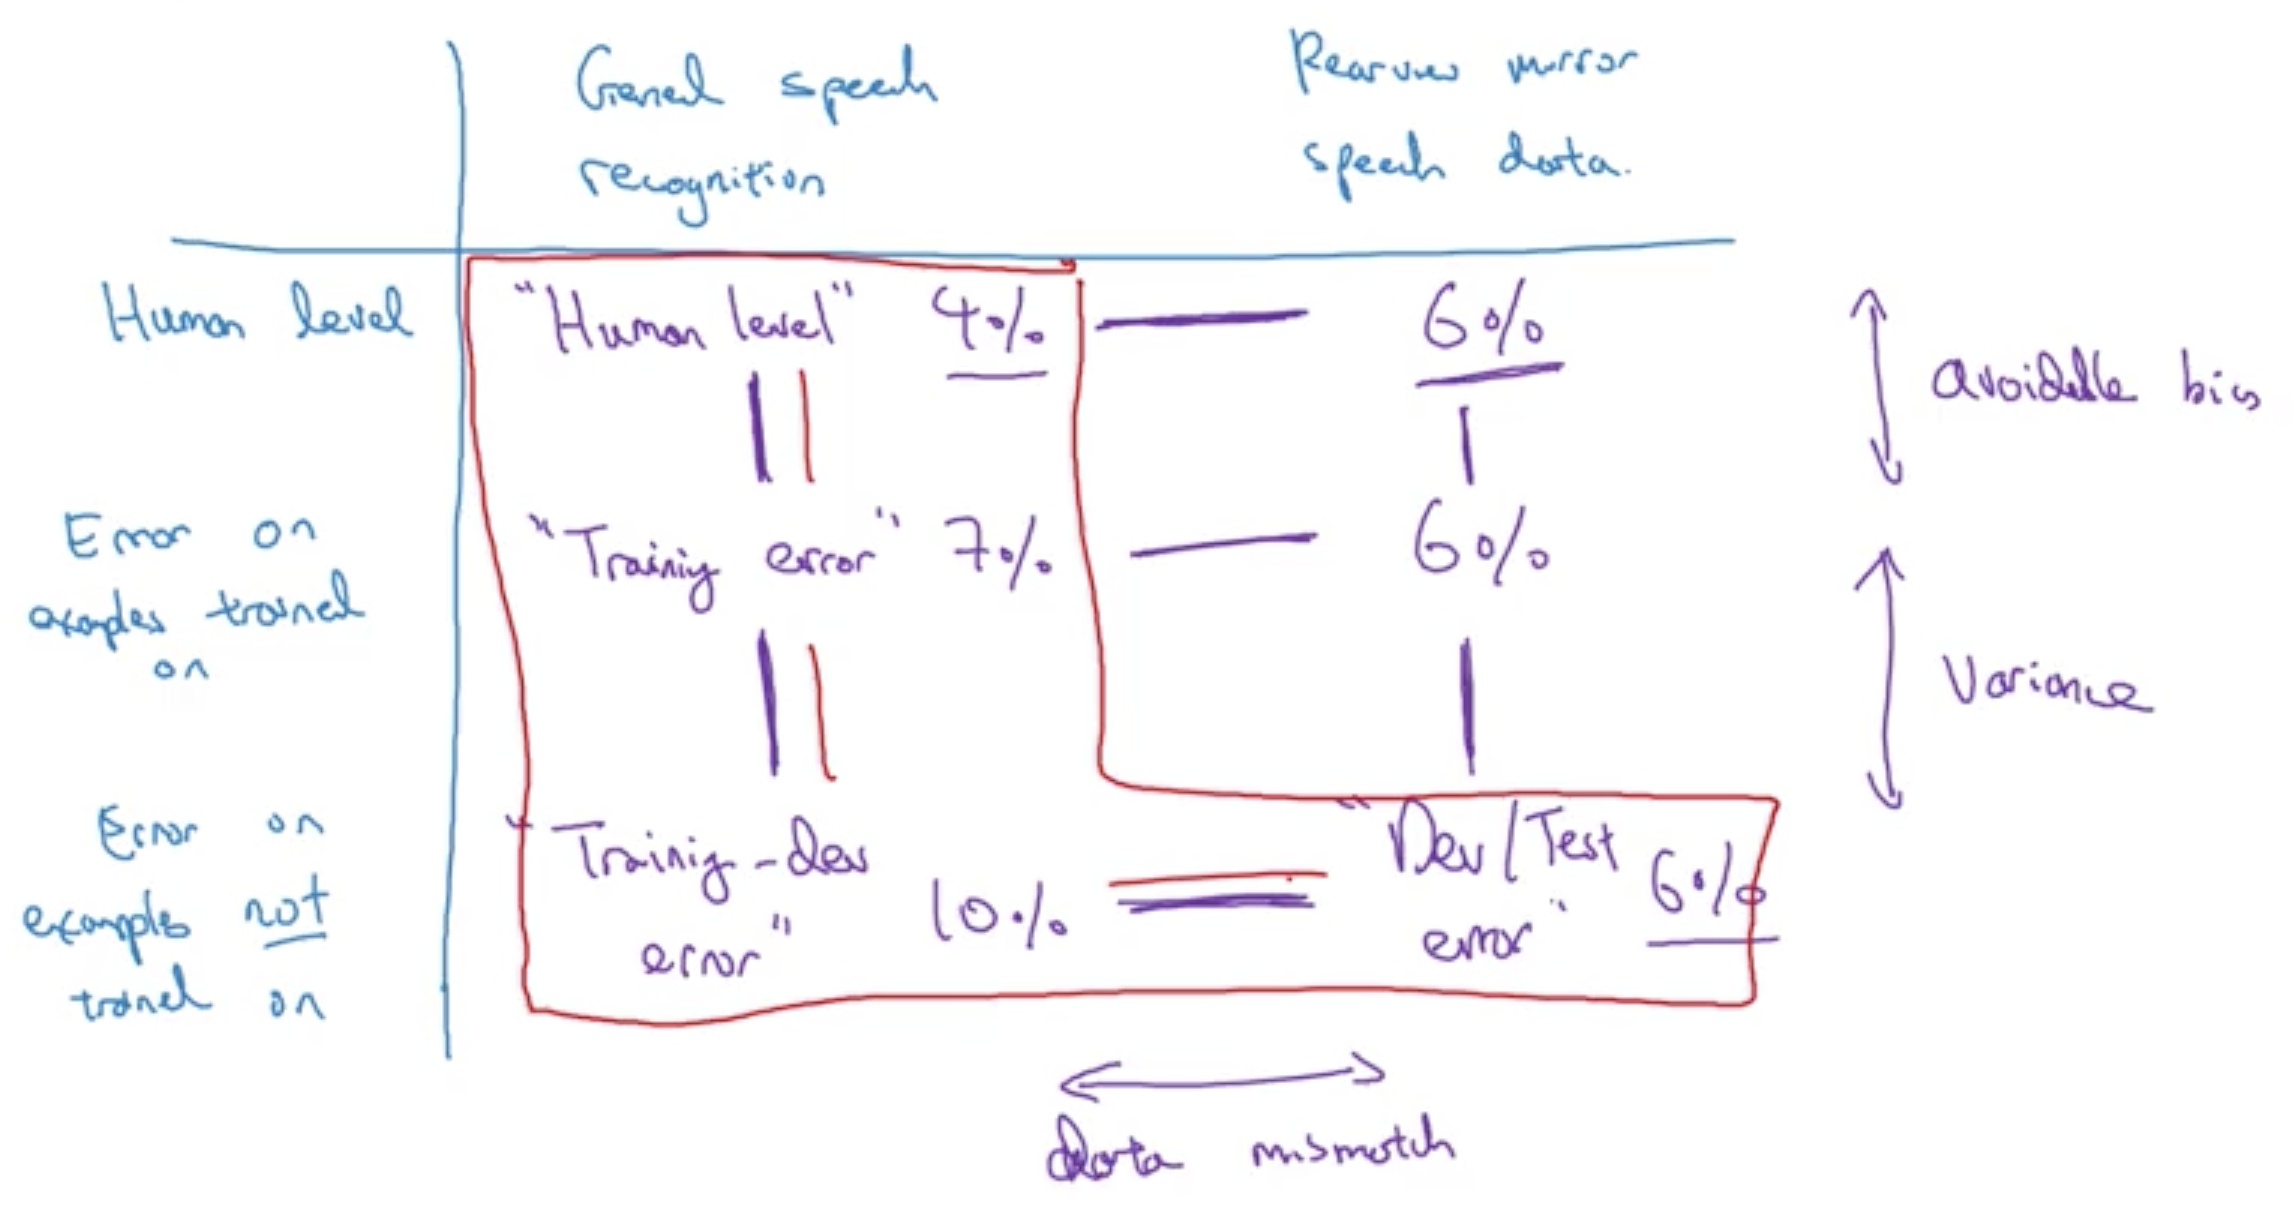 General speech
recognition
Rearview mirror
speech data.
Human level
"Human level" 4%
6%
avoidable bias
Error on
examples trained
on
"Training error" 7%
6%
Variance
Error on
examples not
trained on
"Training-dev
error" 10%
"Dev/Test
error" 6%
data mismatch